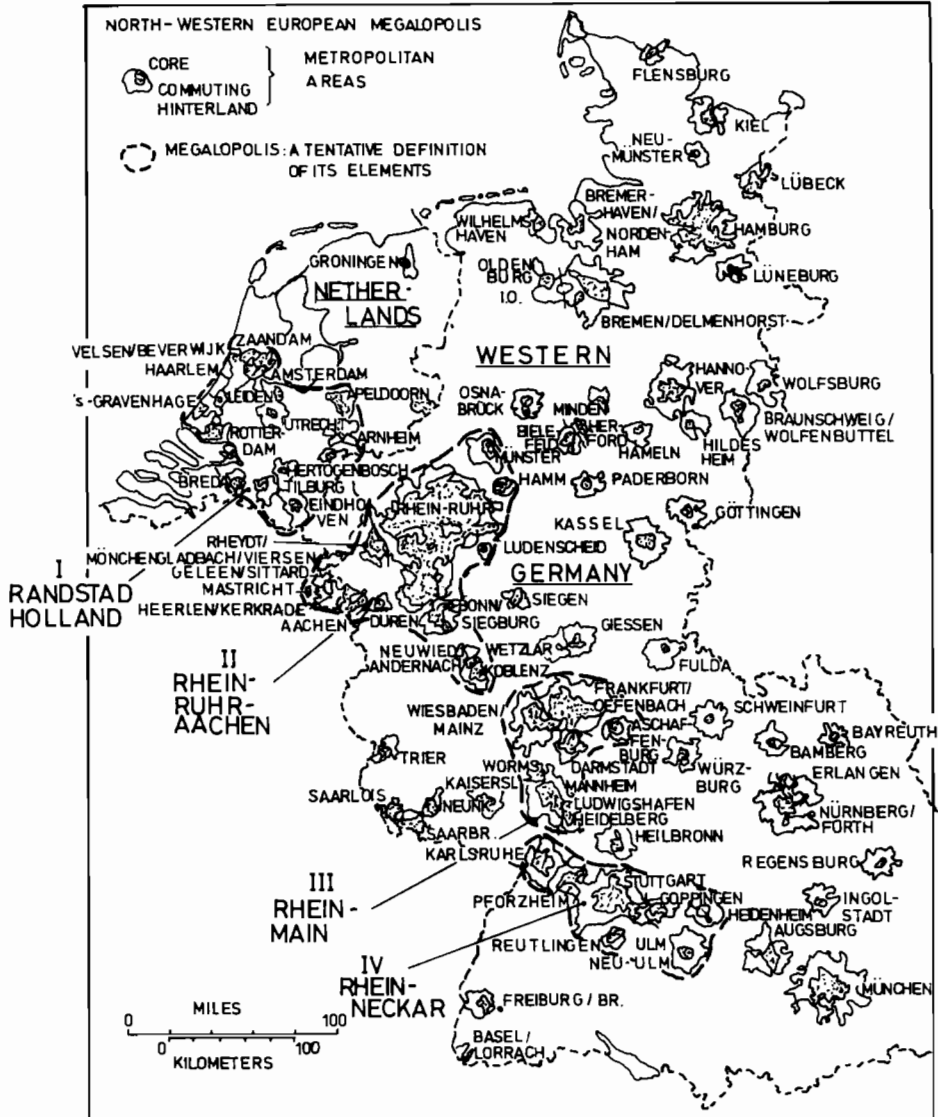 NORTH-WESTERN EUROPEAN MEGALOPOLIS
CORE
COMMUTING
HINTERLAND
METROPOLITAN
AREAS
MEGALOPOLIS: A TENTATIVE DEFINITION
OF ITS ELEMENTS
FLENSBURG
KIEL
NEU-
MÜNSTER
LÜBECK
BREMER-
HAVEN/
NORDEN
HAM
WILHELMS
HAVEN
HAMBURG
GRONINGEN
OLDEN
BURG
I.O.
LÜNEBURG
NETHER-
LANDS
BREMEN/DELMENHORST
ZAANDAM
VELSEN/BEVERWIJK
HAARLEM
AMSTERDAM
WESTERN
HANNO-
VER
WOLFSBURG
LEIDEN
APELDOORN
's-GRAVENHAGE
OSNA-
BRÜCK
MINDEN
UTRECHT
BIELE
FELD
HER
FORD
BRAUNSCHWEIG/
WOLFENBUTTEL
ROTTER-
DAM
ARNHEIM
HAMELN
HILDES
HEIM
MÜNSTER
HERTOGENBOSCH
BREDA
TILBURG
HAMM
PADERBORN
EINDHO
VEN
RHEIN-RUHR
GÖTTINGEN
RHEYDT/
MÖNCHENGLADBACH/VIERSEN
KASSEL
LUDENSCHEID
I
RANDSTAD
HOLLAND
GELEEN/SITTARD
MASTRICHT
GERMANY
HEERLEN/KERKRADE
AACHEN
DÜREN
BONN/
SIEGBURG
SIEGEN
GIESSEN
WETZLAR
NEUWIED
ANDERNACH
KOBLENZ
FULDA
II
RHEIN-
RUHR-
AACHEN
FRANKFURT/
OFFENBACH
SCHWEINFURT
WIESBADEN/
MAINZ
ASCHAF
FEN-
BURG
BAYREUTH
BAMBERG
DARMSTADT
WÜRZ-
BURG
TRIER
WORMS
ERLANGEN
KAISERSL.
MANNHEIM
SAARLOIS
NEUNK.
LUDWIGSHAFEN
HEIDELBERG
NÜRNBERG/
FÜRTH
SAARBR.
HEILBRONN
KARLSRUHE
REGENSBURG
III
RHEIN-
MAIN
STUTTGART
PFORZHEIM
GÖPPINGEN
HEIDENHEIM
INGOL-
STADT
AUGSBURG
REUTLINGEN
ULM
NEU-ULM
IV
RHEIN-
NECKAR
MÜNCHEN
FREIBURG/BR.
MILES
0 100
0 100
KILOMETERS
BASEL/
LORRACH